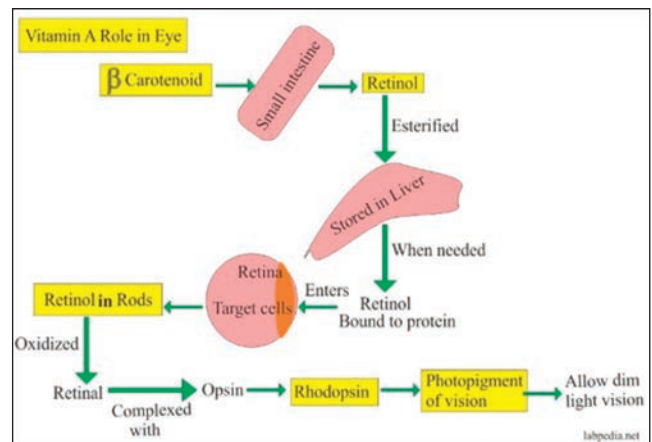 Vitamin A Role in Eye
β Carotenoid
Small intestine
Retinol
Esterified
Stored in Liver
When needed
Retinol
Bound to protein
Enters
Retina
Target cells
Retinol in Rods
Oxidized
Retinal
Complexed
with
Opsin
Rhodopsin
Photopigment
of vision
Allow dim
light vision
labpedia.net